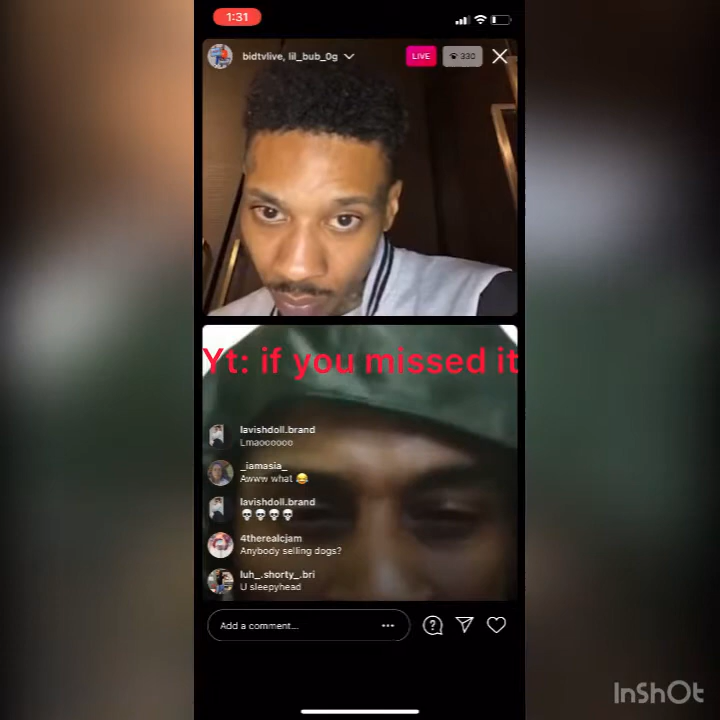 1:31
bidtvlive, lil_bub_0g
LIVE
330
Yt: if you missed it
lavishdoll.brand
Lmaooooo
_iamasia_
Awww what 😂
lavishdoll.brand
💀💀💀💀
4therealcjam
Anybody selling dogs?
luh_.shorty_.bri
U sleepyhead
Add a comment...
InShOt